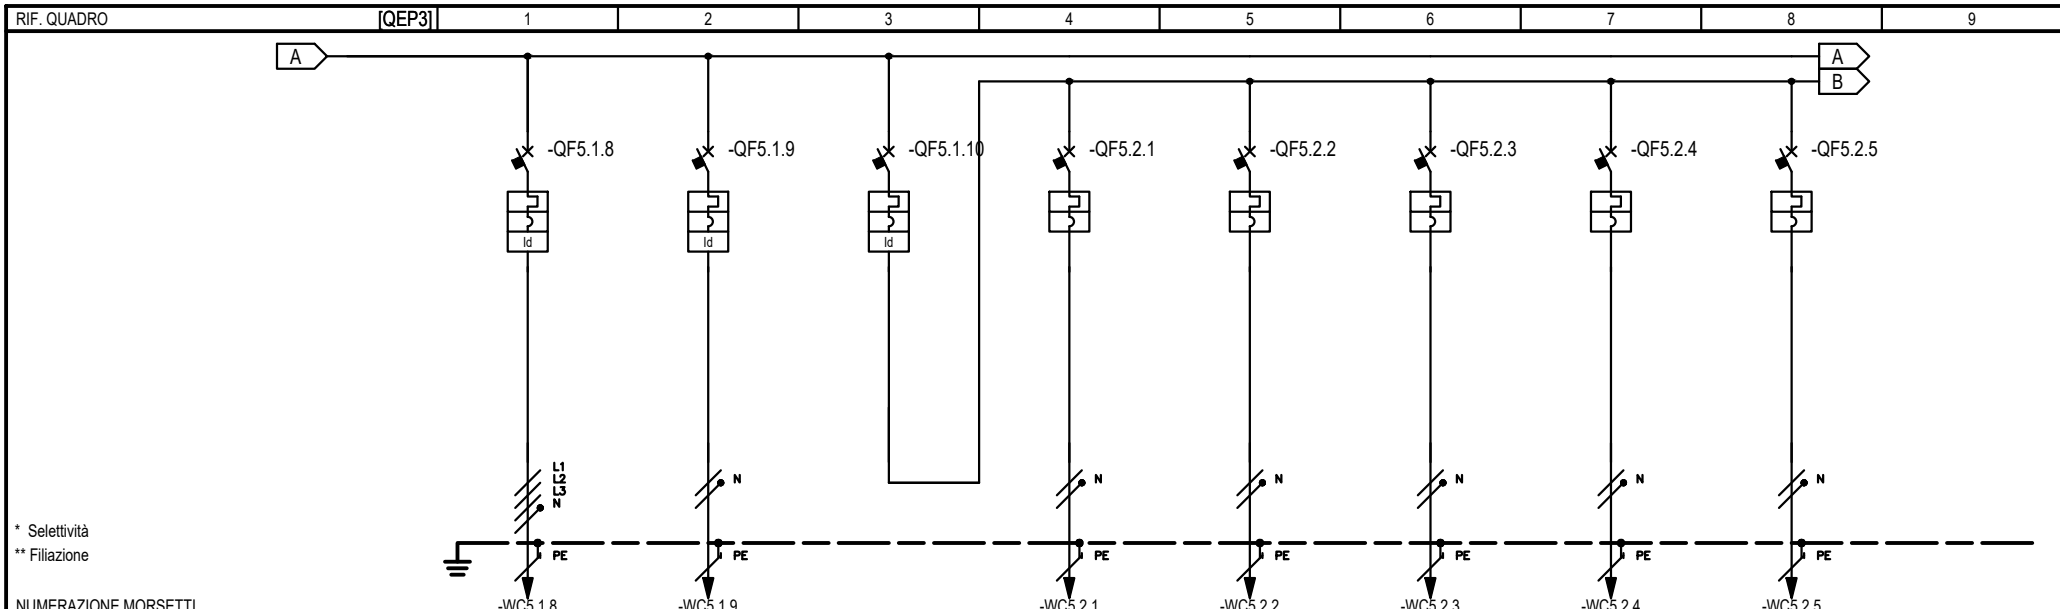 RIF. QUADRO [QEP3] 1 2 3 4 5 6 7 8 9
A A
B
-QF5.1.8 -QF5.1.9 -QF5.1.10 -QF5.2.1 -QF5.2.2 -QF5.2.3 -QF5.2.4 -QF5.2.5
Id Id Id
L1
L2
L3
N N N N N N N
* Selettività
** Filiazione
PE PE PE PE PE PE PE
NUMERAZIONE MORSETTI -WC5.1.8 -WC5.1.9 -WC5.2.1 -WC5.2.2 -WC5.2.3 -WC5.2.4 -WC5.2.5